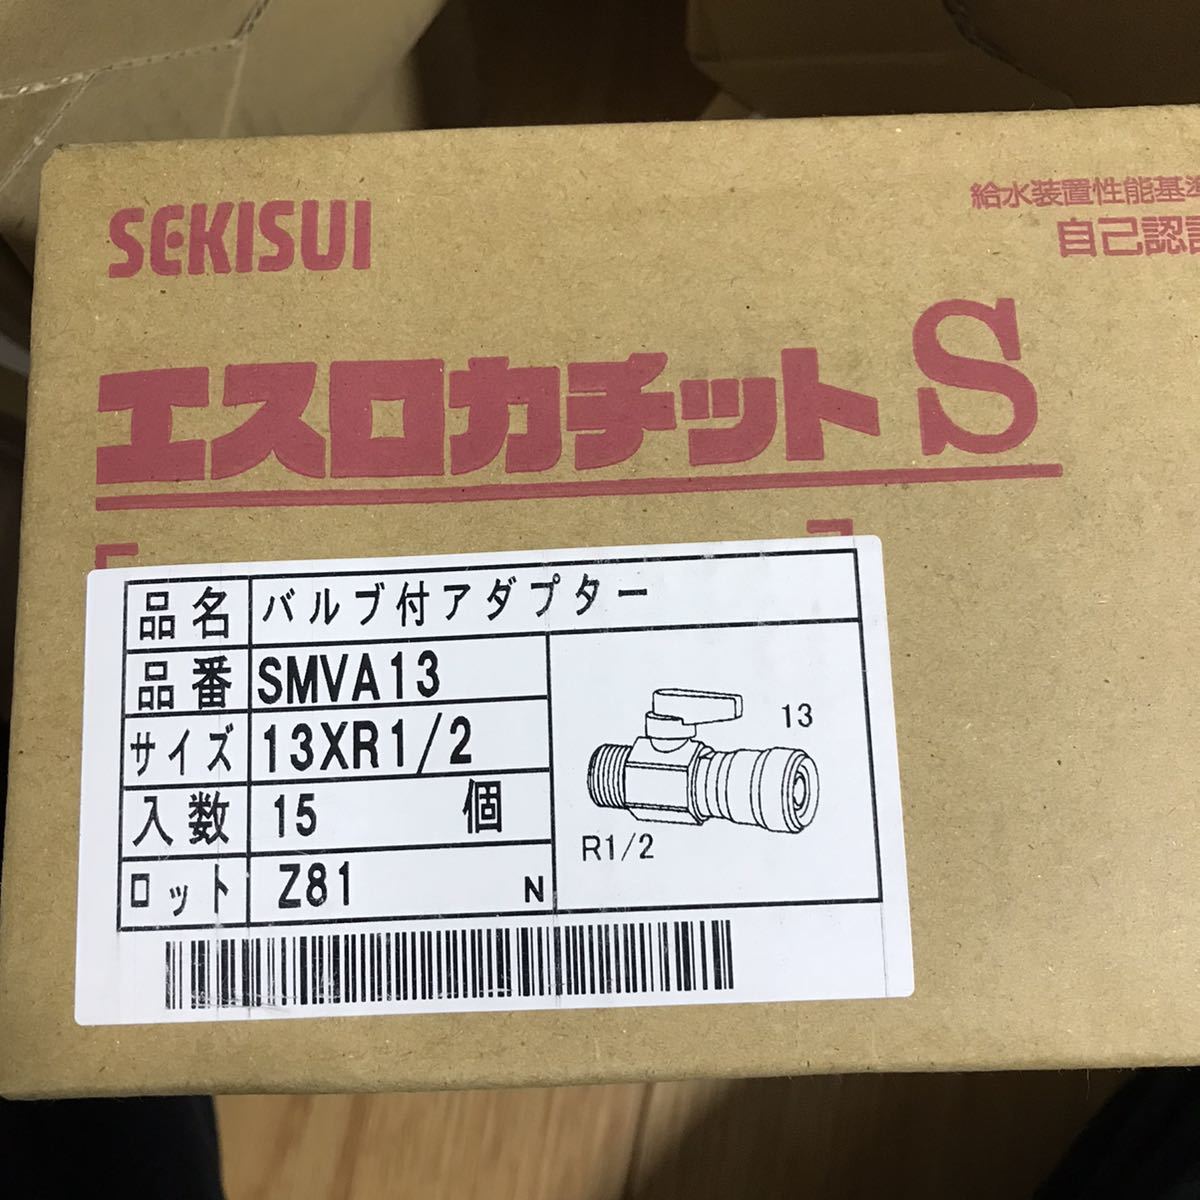 SEKISUI
給水装置性能基準
自己認証
エスロカチットS
品名 バルブ付アダプター
品番 SMVA13
サイズ 13XR1/2
入数 15 個
ロット Z81 N
13
R1/2